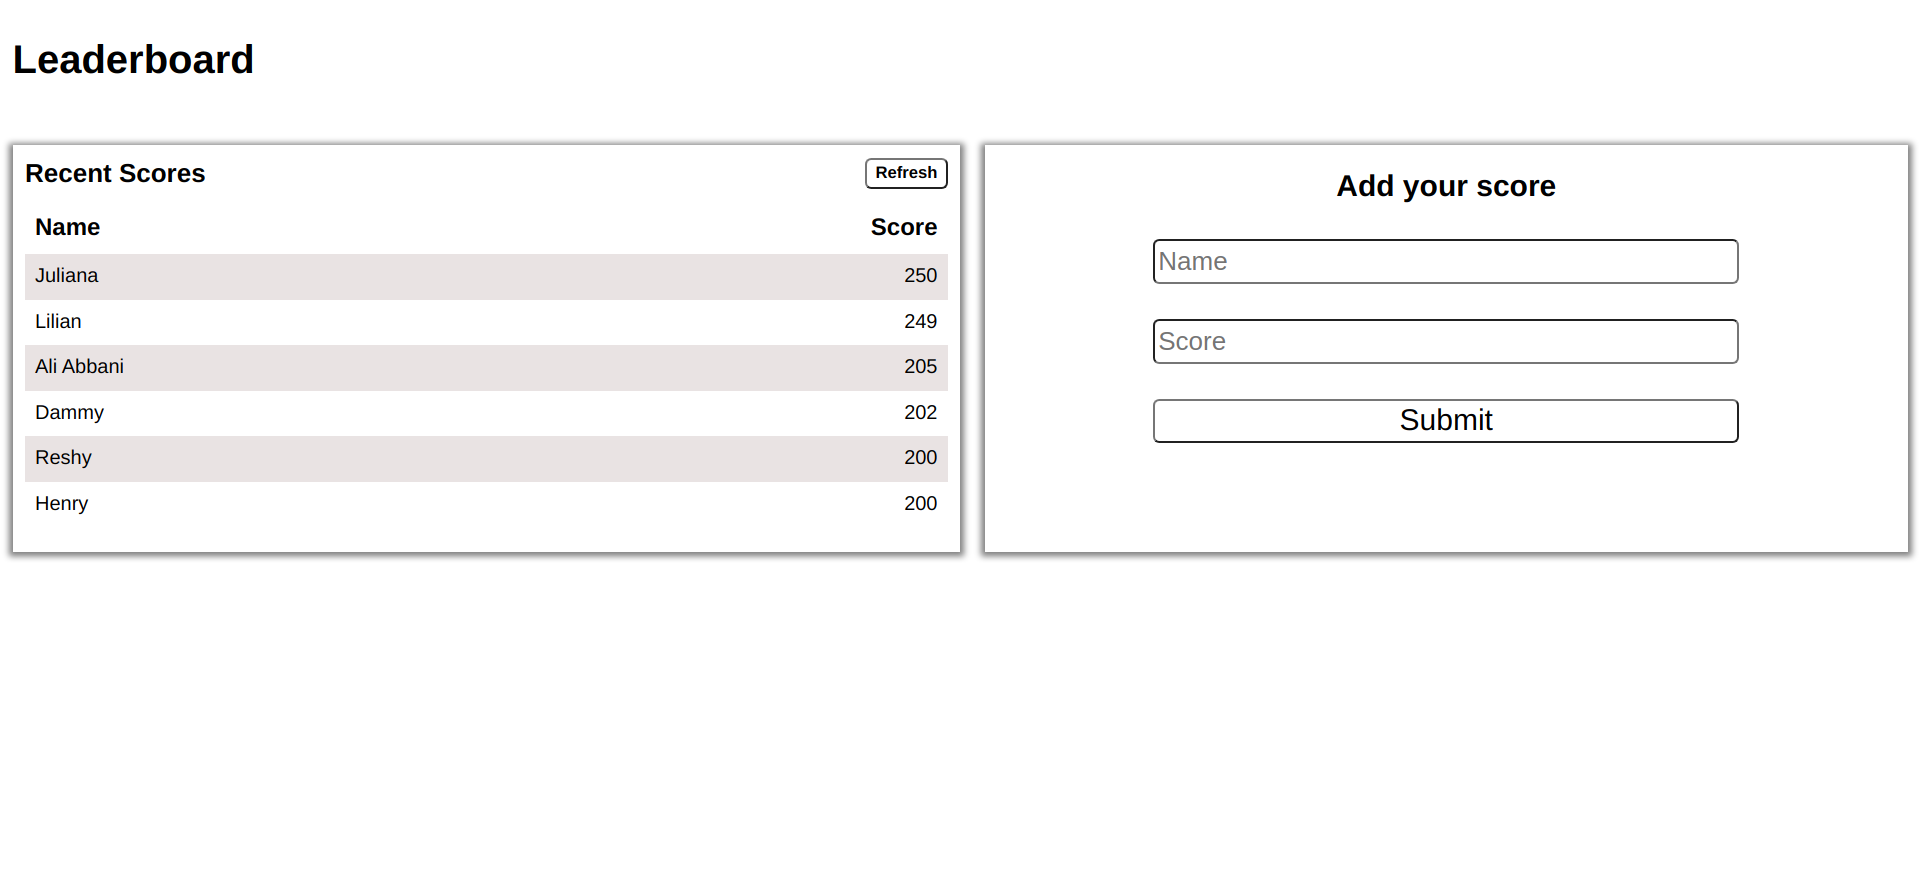 Leaderboard
Recent Scores
Refresh
Name Score
Juliana 250
Lilian 249
Ali Abbani 205
Dammy 202
Reshy 200
Henry 200
Add your score
Name
Score
Submit